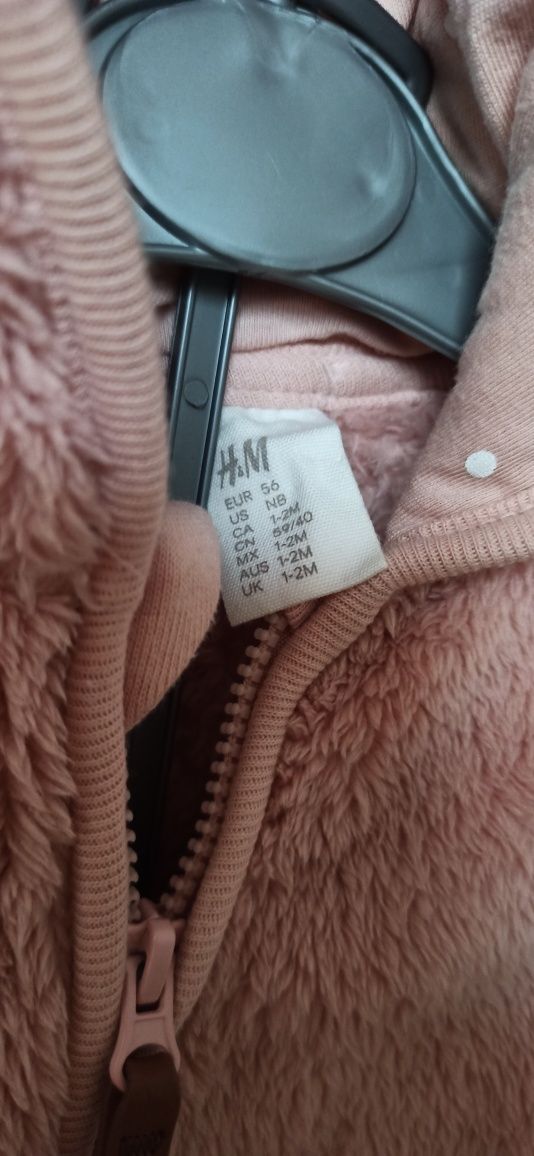 H&M
EUR 56
US NB
CA 1-2M
CN 59/40
MX 1-2M
AUS 1-2M
UK 1-2M